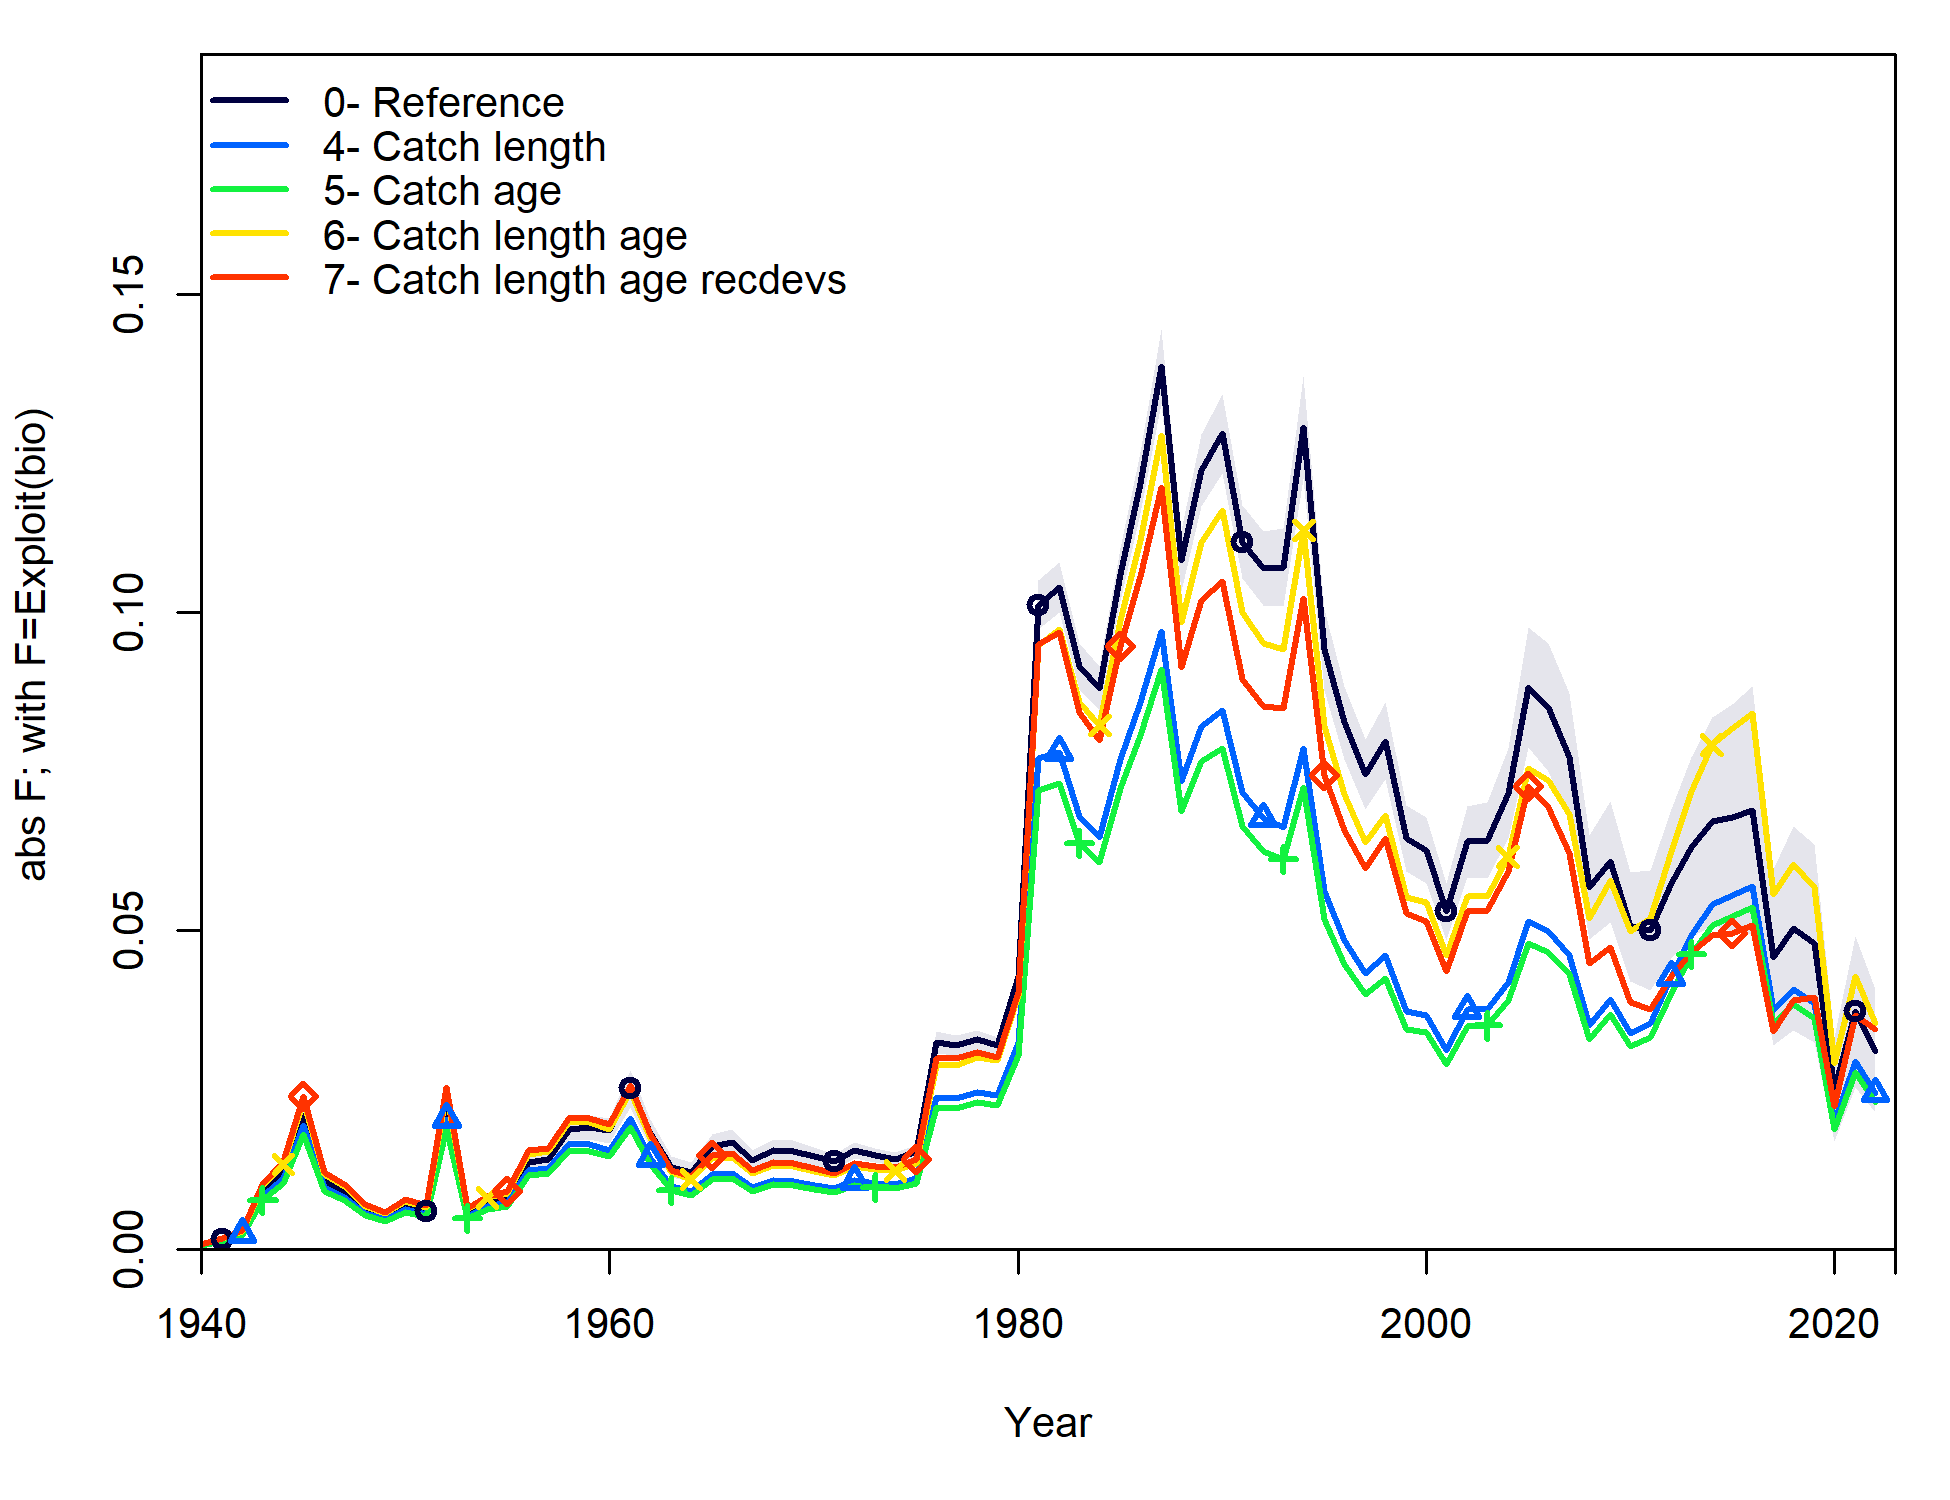 0- Reference
4- Catch length
5- Catch age
6- Catch length age
7- Catch length age recdevs
abs F; with F=Exploit(bio)
0.15
0.10
0.05
0.00
1940 1960 1980 2000 2020
Year